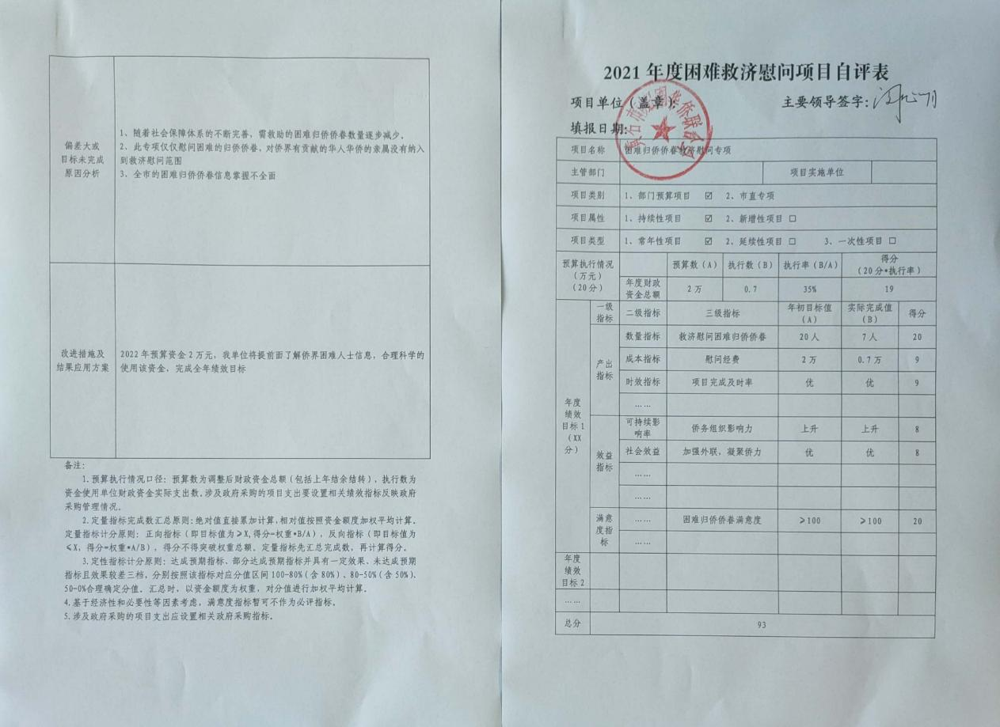 偏差大或
目标未完成
原因分析
1、随着社会保障体系的不断完善，需救助的困难归侨侨眷数量逐步减少。
2、此专项仅仅慰问困难的归侨侨眷，对侨界有贡献的华人华侨的亲属没有纳入
到救济慰问范围
3、全市的困难归侨侨眷信息掌握不全面
改进措施及
结果应用方案
2022年预算资金2万元，我单位将提前面了解侨界困难人士信息，合理科学的
使用该资金，完成全年绩效目标
备注：
1.预算执行情况口径：预算数为调整后财政资金总额（包括上年结余结转），执行数为
资金使用单位财政资金实际支出数。涉及政府采购的项目支出要设置相关绩效指标反映政府
采购管理情况。
2.定量指标完成数汇总原则：绝对值直接累加计算，相对值按照资金额度加权平均计算。
定量指标计分原则：正向指标（即目标值为≥X,得分=权重*B/A），反向指标（即目标值为
≤X，得分=权重*A/B），得分不得突破权重总额。定量指标先汇总完成数，再计算得分。
3.定性指标计分原则：达成预期指标、部分达成预期指标并具有一定效果、未达成预期
指标且效果较差三档，分别按照该指标对应分值区间100-80%(含80%)、80-50%(含50%)、
50-0%合理确定分值。汇总时，以资金额度为权重，对分值进行加权平均计算。
4.基于经济性和必要性等因素考虑，满意度指标暂可不作为必评指标。
5.涉及政府采购的项目支出应设置相关政府采购指标。
2021年度困难救济慰问项目自评表
项目单位（盖章）： 主要领导签字：
填报日期：
项目名称 困难归侨侨眷救济慰问专项
主管部门 项目实施单位
项目类别 1、部门预算项目 ☑ 2、市直专项
项目属性 1、持续性项目 ☑ 2、新增性项目 □
项目类型 1、常年性项目 ☑ 2、延续性项目 □ 3、一次性项目 □
预算执行情况
（万元）
（20分）
预算数（A） 执行数（B） 执行率（B/A） 得分
（20分*执行率）
年度财政
资金总额
2万 0.7 35% 19
年度
绩效
目标1
（XX
分）
一级
指标
二级指标 三级指标 年初目标值
（A）
实际完成值
（B）
得分
产出
指标
数量指标 救济慰问困难归侨侨眷 20人 7人 20
成本指标 慰问经费 2万 0.7万 9
时效指标 项目完成及时率 优 优 9
……
效益
指标
可持续影
响率
侨务组织影响力 上升 上升 8
社会效益 加强外联，凝聚侨力 优 优 8
……
……
满意
度指
标
…… 困难归侨侨眷满意度 ≥100 ≥100 20
……
年度
绩效
目标2
……
总分 93